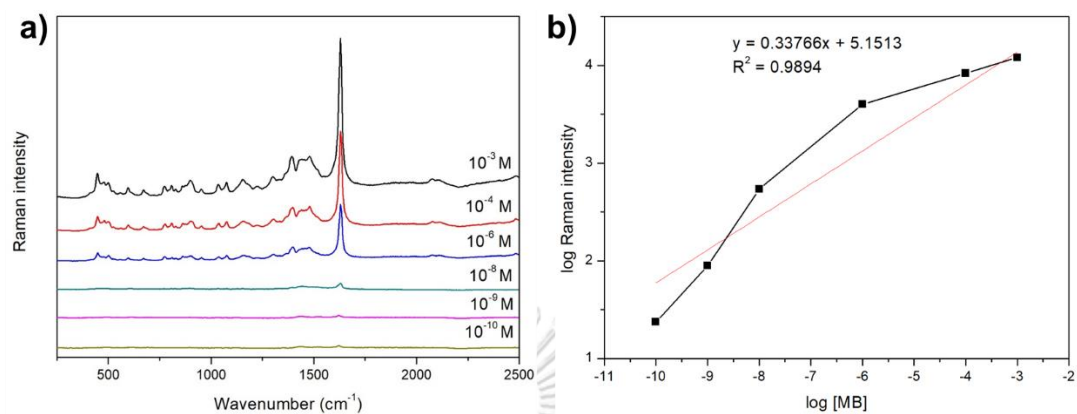 a)
Raman intensity
10⁻³ M
10⁻⁴ M
10⁻⁶ M
10⁻⁸ M
10⁻⁹ M
10⁻¹⁰ M
500 1000 1500 2000 2500
Wavenumber (cm⁻¹)
b)
y = 0.33766x + 5.1513
R² = 0.9894
log Raman intensity
4
3
2
1
-11 -10 -9 -8 -7 -6 -5 -4 -3 -2
log [MB]